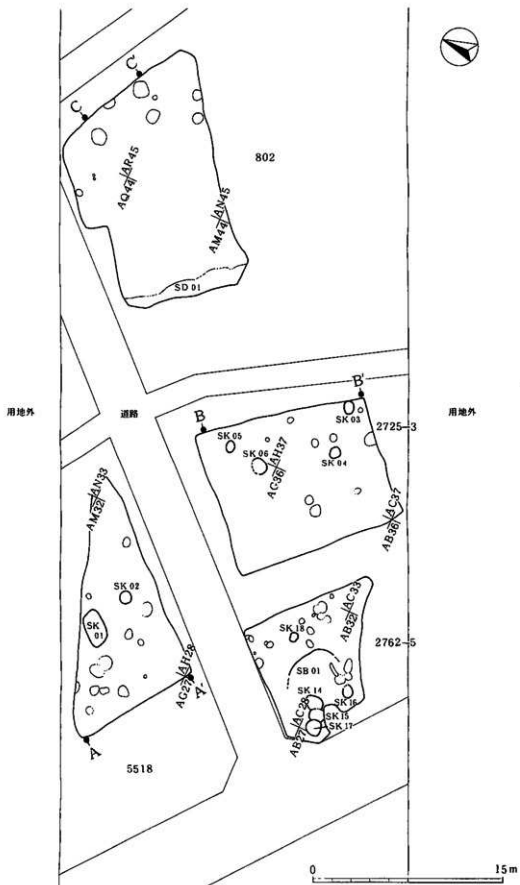 C
C'
AR45
AQ44
802
AN45
AM44
SD 01
用地外
道路
用地外
B
B'
SK 03
2725-3
SK 05
SK 06
SK 04
AH37
AG36
AC37
AB36
AN33
AM32
SK 02
SK
01
AH28
AG27
A'
A
5518
AC33
AB32
SK 18
2762-5
SB 01
SK 14
SK 16
SK 15
SK 17
AC28
AB27
0
15m